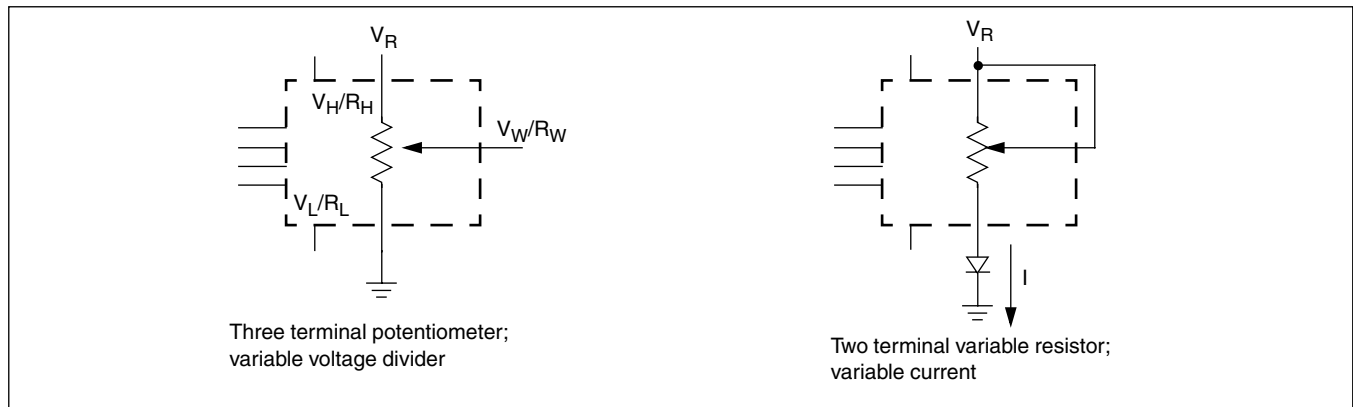 V_R
V_H/R_H
V_W/R_W
V_L/R_L
Three terminal potentiometer;
variable voltage divider
V_R
I
Two terminal variable resistor;
variable current